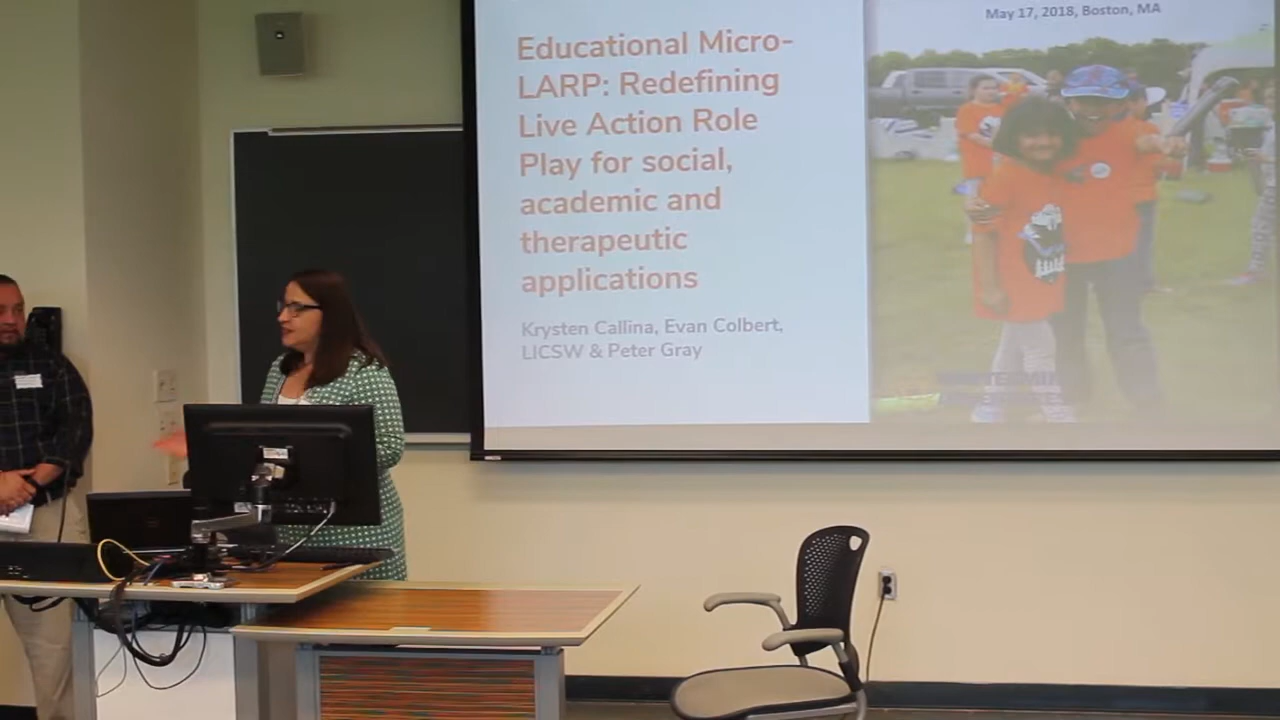 May 17, 2018, Boston, MA
Educational Micro-
LARP: Redefining
Live Action Role
Play for social,
academic and
therapeutic
applications
Krysten Callina, Evan Colbert,
LICSW & Peter Gray